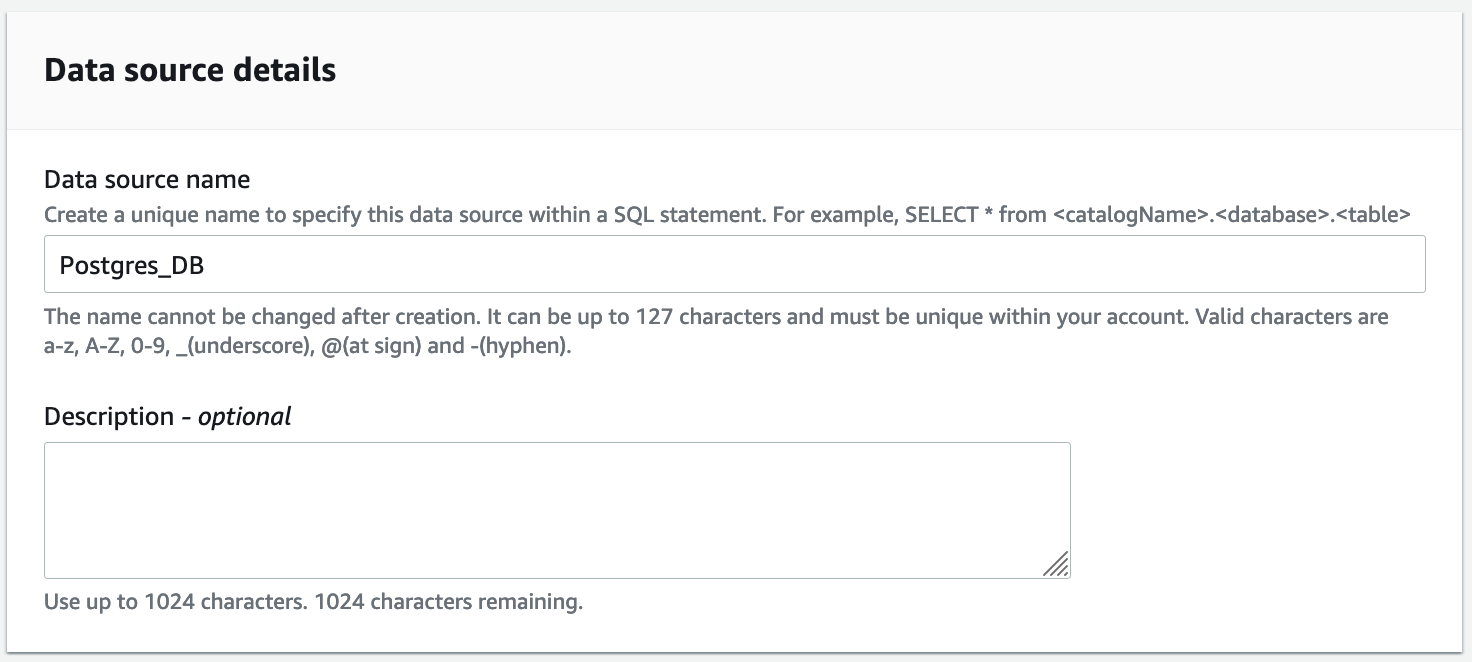 Data source details
Data source name
Create a unique name to specify this data source within a SQL statement. For example, SELECT * from <catalogName>.<database>.<table>
Postgres_DB
The name cannot be changed after creation. It can be up to 127 characters and must be unique within your account. Valid characters are
a-z, A-Z, 0-9, _(underscore), @(at sign) and -(hyphen).
Description - optional
Use up to 1024 characters. 1024 characters remaining.